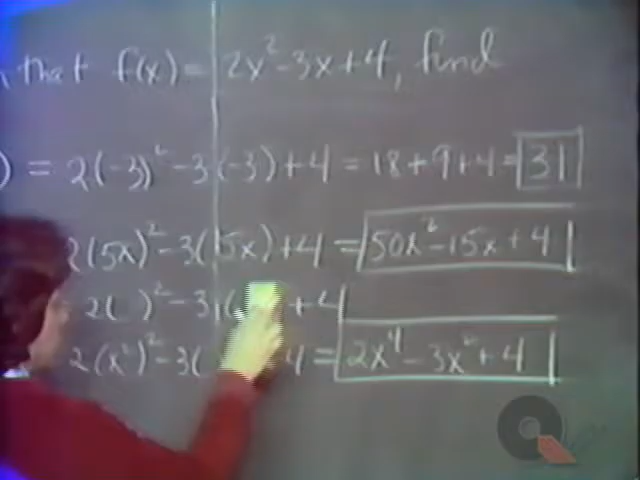 that f(x) = 2x² - 3x + 4, find
) = 2(-3)² - 3(-3) + 4 = 18 + 9 + 4 = 31
2(5x)² - 3(5x) + 4 = 50x² - 15x + 4
2( )² - 3( + 4
2(x²)² - 3( 4 = 2x⁴ - 3x² + 4